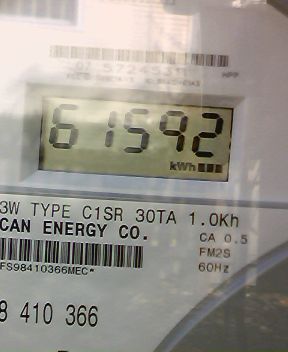 61592
kWh
3W TYPE C1SR 30TA 1.0Kh
CAN ENERGY CO.
CA 0.5
FM2S
60Hz
FS98410366MEC*
8 410 366